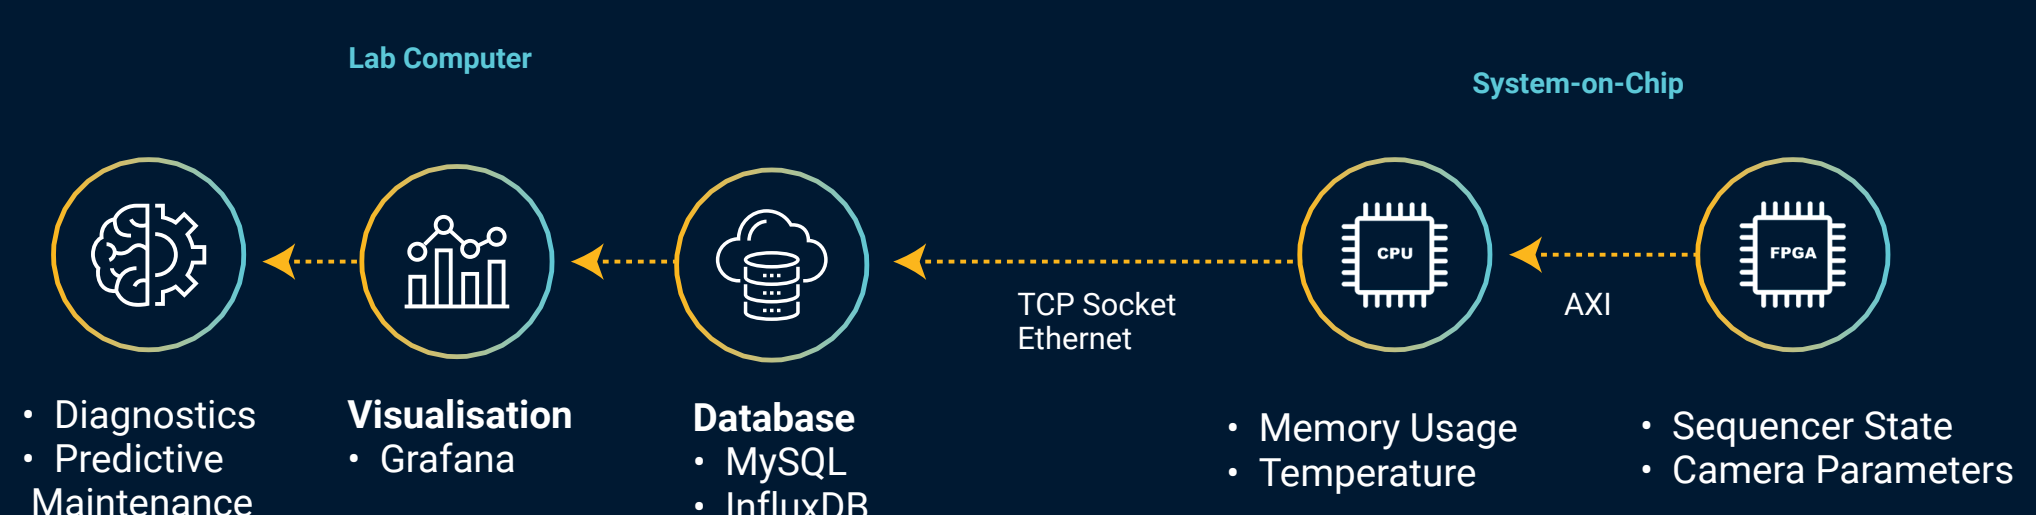 Lab Computer
System-on-Chip
CPU
FPGA
TCP Socket
Ethernet
AXI
• Diagnostics
• Predictive
Maintenance
Visualisation
• Grafana
Database
• MySQL
• InfluxDB
• Memory Usage
• Temperature
• Sequencer State
• Camera Parameters